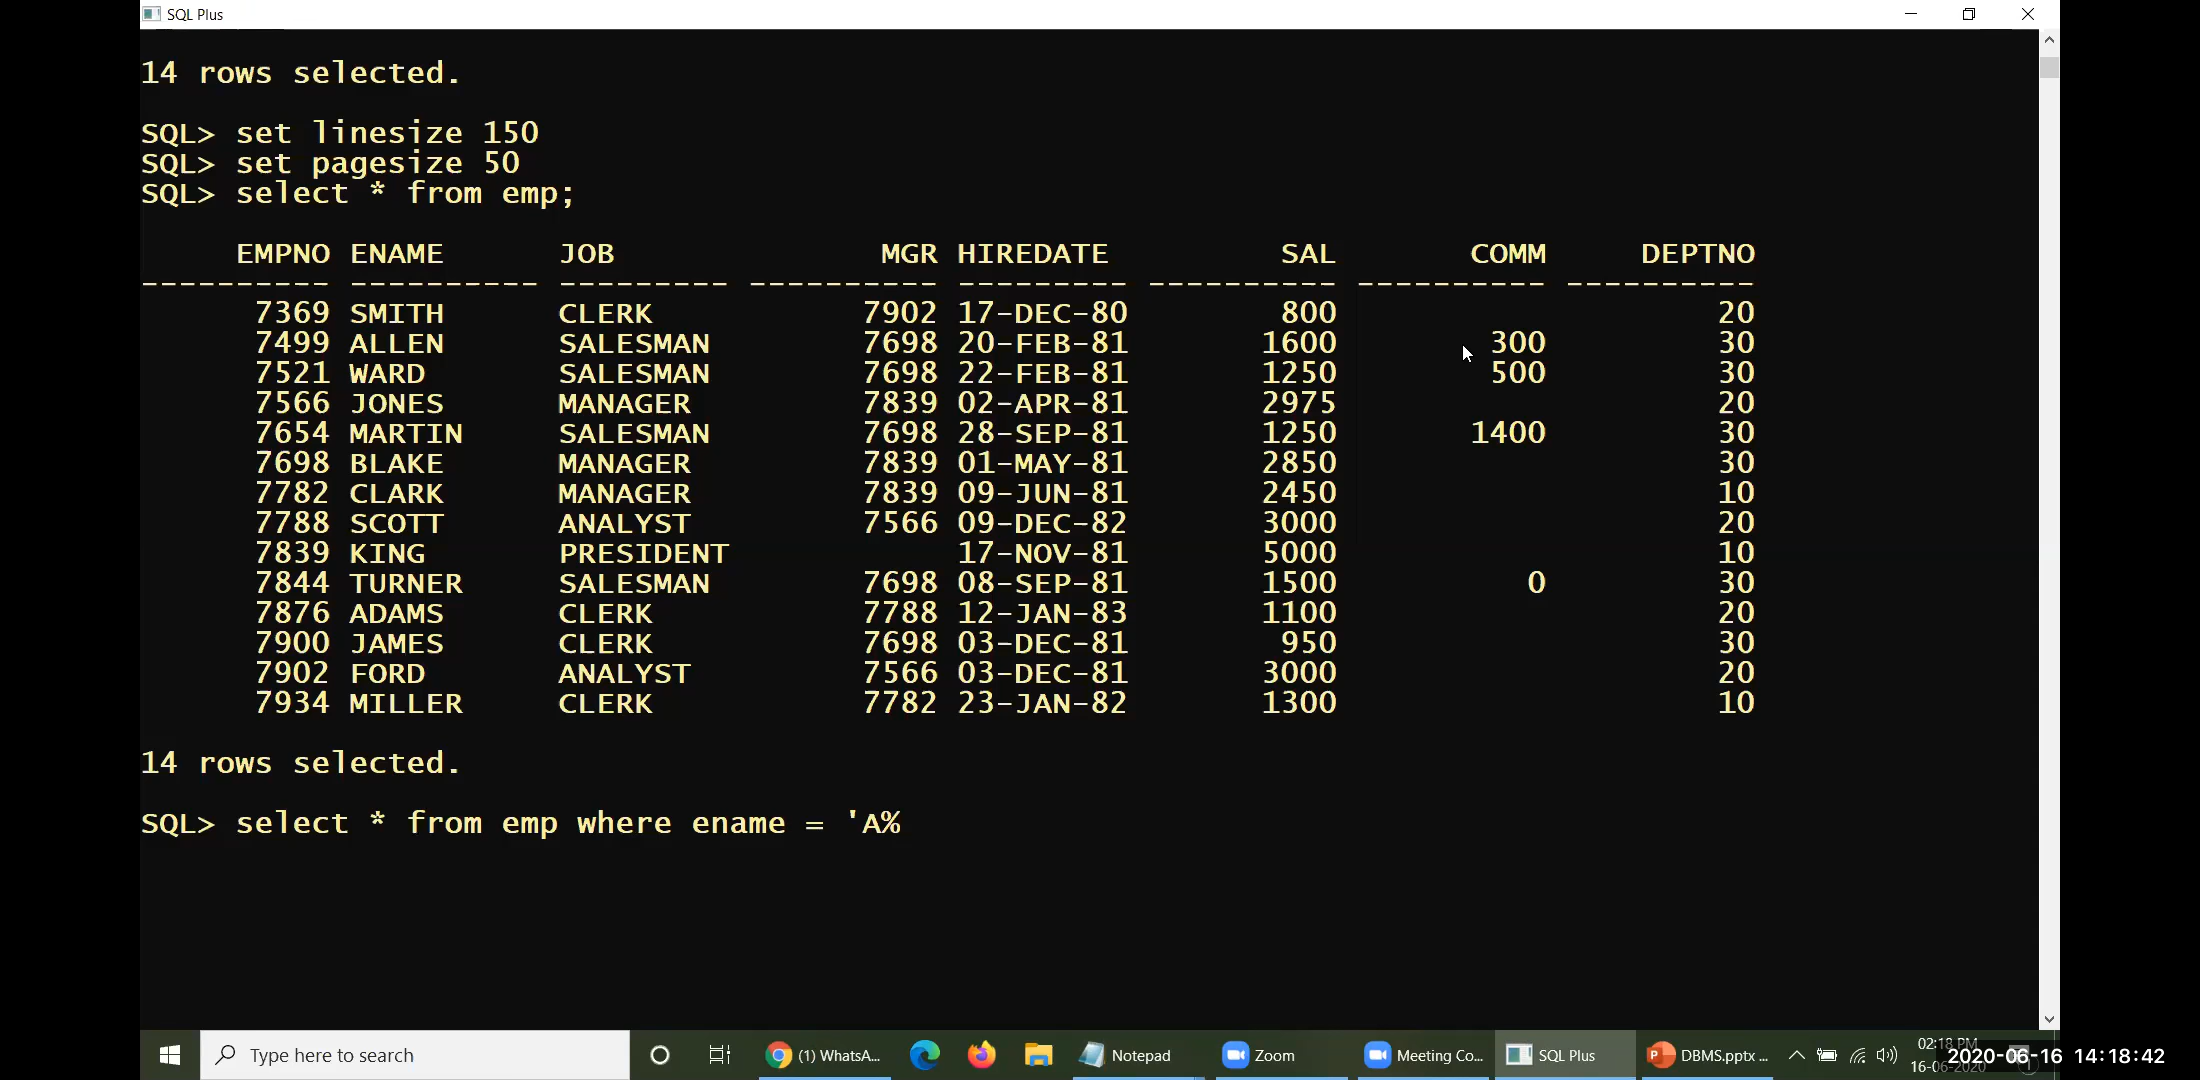 SQL Plus
14 rows selected.
SQL> set linesize 150
SQL> set pagesize 50
SQL> select * from emp;
EMPNO ENAME JOB MGR HIREDATE SAL COMM DEPTNO
---------- ---------- --------- ---------- --------- ---------- ---------- ----------
7369 SMITH CLERK 7902 17-DEC-80 800 20
7499 ALLEN SALESMAN 7698 20-FEB-81 1600 300 30
7521 WARD SALESMAN 7698 22-FEB-81 1250 500 30
7566 JONES MANAGER 7839 02-APR-81 2975 20
7654 MARTIN SALESMAN 7698 28-SEP-81 1250 1400 30
7698 BLAKE MANAGER 7839 01-MAY-81 2850 30
7782 CLARK MANAGER 7839 09-JUN-81 2450 10
7788 SCOTT ANALYST 7566 09-DEC-82 3000 20
7839 KING PRESIDENT 17-NOV-81 5000 10
7844 TURNER SALESMAN 7698 08-SEP-81 1500 0 30
7876 ADAMS CLERK 7788 12-JAN-83 1100 20
7900 JAMES CLERK 7698 03-DEC-81 950 30
7902 FORD ANALYST 7566 03-DEC-81 3000 20
7934 MILLER CLERK 7782 23-JAN-82 1300 10
14 rows selected.
SQL> select * from emp where ename = 'A%
Type here to search (1) WhatsA... Notepad Zoom Meeting Co... SQL Plus DBMS.pptx ... 02:18 PM
16-06-2020
2020-06-16 14:18:42